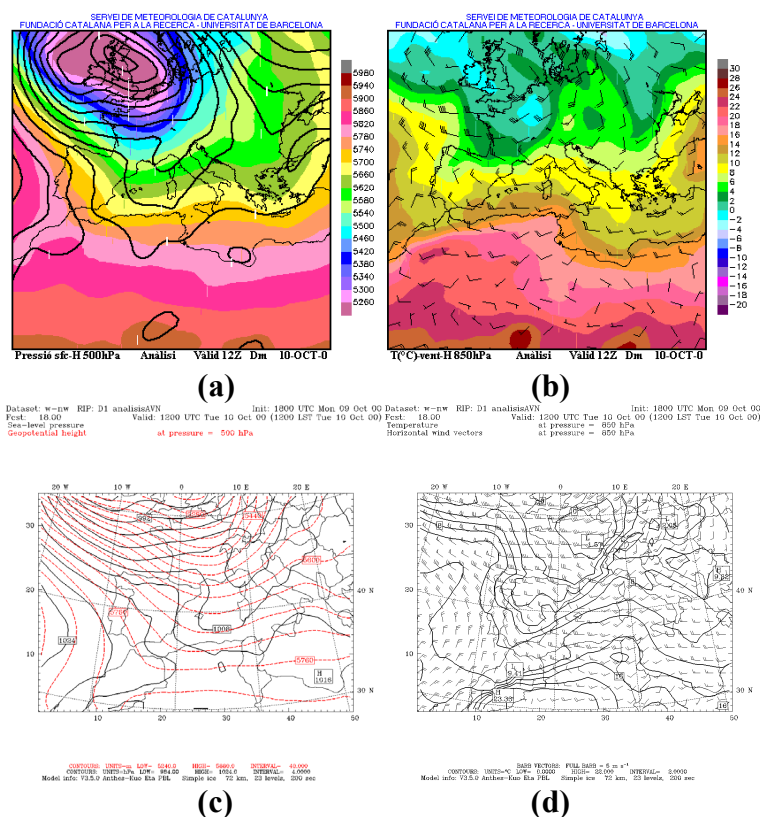 SERVEI DE METEOROLOGIA DE CATALUNYA
FUNDACIÓ CATALANA PER A LA RECERCA - UNIVERSITAT DE BARCELONA
5980
5940
5900
5860
5820
5780
5740
5700
5660
5620
5580
5540
5500
5460
5420
5380
5340
5300
5260
Pressió sfc-H 500hPa Anàlisi Vàlid 12Z Dm 10-OCT-0
(a)
SERVEI DE METEOROLOGIA DE CATALUNYA
FUNDACIÓ CATALANA PER A LA RECERCA - UNIVERSITAT DE BARCELONA
30
28
26
24
22
20
18
16
14
12
10
8
6
4
2
0
-2
-4
-6
-8
-10
-12
-14
-16
-18
-20
T(ºC)-vent-H 850hPa Anàlisi Vàlid 12Z Dm 10-OCT-0
(b)
Dataset: w-nw RIP: D1 analisisAVN Init: 1800 UTC Mon 09 Oct 00
Fcst: 18.00 Valid: 1200 UTC Tue 10 Oct 00 (1200 LST Tue 10 Oct 00)
Sea-level pressure
Geopotential height at pressure = 500 hPa
20 W 10 W 0 10 E 20 E
30
20
10
40 N
30 N
1024
1008
5760
H
1016
10 20 30 40 50
CONTOURS: UNITS=m LOW= 5240.0 HIGH= 5880.0 INTERVAL= 40.000
CONTOURS: UNITS=hPa LOW= 984.00 HIGH= 1024.0 INTERVAL= 4.0000
Model info: V3.5.0 Anthes-Kuo Eta PBL Simple ice 72 km, 23 levels, 200 sec
(c)
Dataset: w-nw RIP: D1 analisisAVN Init: 1800 UTC Mon 09 Oct 00
Fcst: 18.00 Valid: 1200 UTC Tue 10 Oct 00 (1200 LST Tue 10 Oct 00)
Temperature at pressure = 850 hPa
Horizontal wind vectors at pressure = 850 hPa
20 W 10 W 0 10 E 20 E
30
20
10
40 N
30 N
H
L
16
10 20 30 40 50
BARB VECTORS: FULL BARB = 5 m s⁻¹
CONTOURS: UNITS=°C LOW= 0.0000 HIGH= 22.000 INTERVAL= 2.0000
Model info: V3.5.0 Anthes-Kuo Eta PBL Simple ice 72 km, 23 levels, 200 sec
(d)